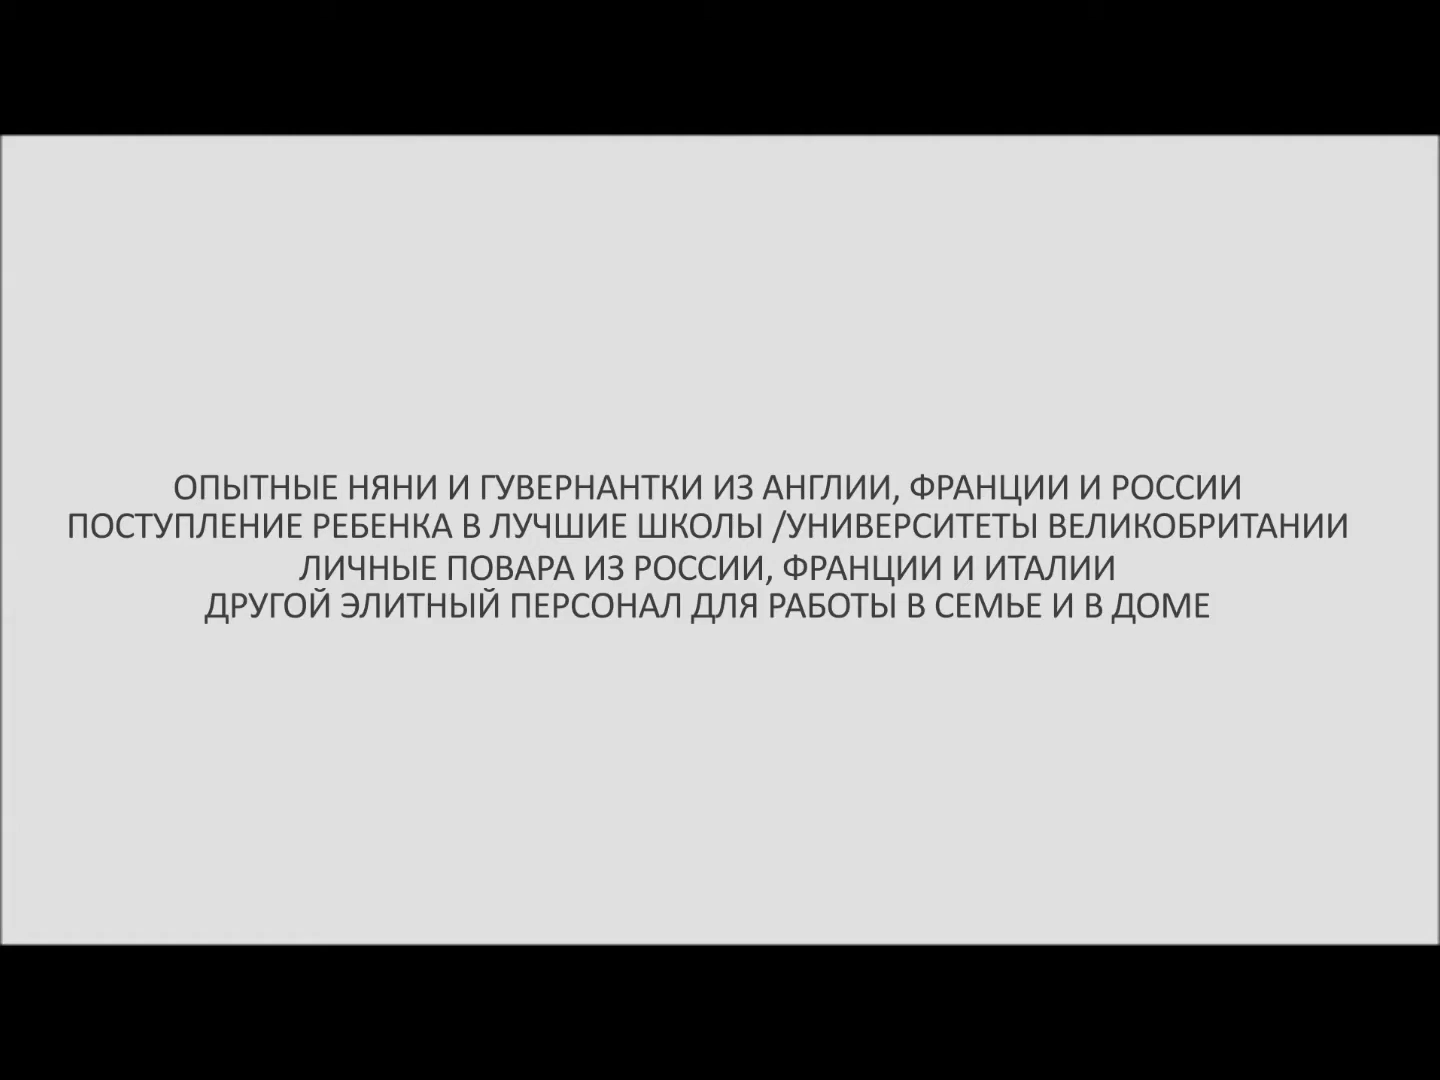 ОПЫТНЫЕ НЯНИ И ГУВЕРНАНТКИ ИЗ АНГЛИИ, ФРАНЦИИ И РОССИИ
ПОСТУПЛЕНИЕ РЕБЕНКА В ЛУЧШИЕ ШКОЛЫ /УНИВЕРСИТЕТЫ ВЕЛИКОБРИТАНИИ
ЛИЧНЫЕ ПОВАРА ИЗ РОССИИ, ФРАНЦИИ И ИТАЛИИ
ДРУГОЙ ЭЛИТНЫЙ ПЕРСОНАЛ ДЛЯ РАБОТЫ В СЕМЬЕ И В ДОМЕ